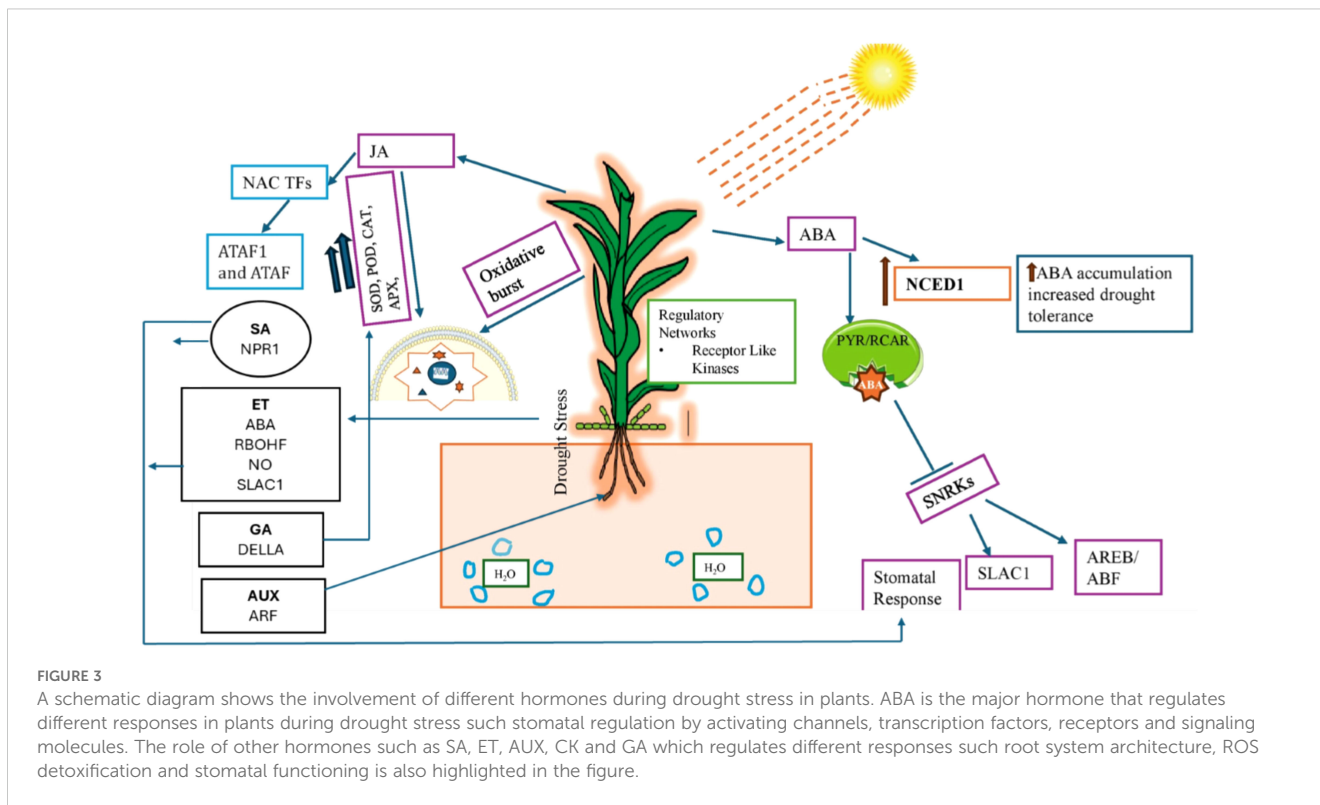 JA
NAC TFs
ATAF1
and ATAF
SOD, POD, CAT,
APX,
Oxidative
burst
SA
NPR1
ET
ABA
RBOHF
NO
SLAC1
GA
DELLA
AUX
ARF
Drought Stress
Regulatory
Networks
• Receptor Like
Kinases
H₂O
H₂O
ABA
NCED1
ABA accumulation
increased drought
tolerance
PYR/RCAR
ABA
SNRKs
SLAC1
AREB/
ABF
Stomatal
Response
FIGURE 3
A schematic diagram shows the involvement of different hormones during drought stress in plants. ABA is the major hormone that regulates
different responses in plants during drought stress such stomatal regulation by activating channels, transcription factors, receptors and signaling
molecules. The role of other hormones such as SA, ET, AUX, CK and GA which regulates different responses such root system architecture, ROS
detoxification and stomatal functioning is also highlighted in the figure.